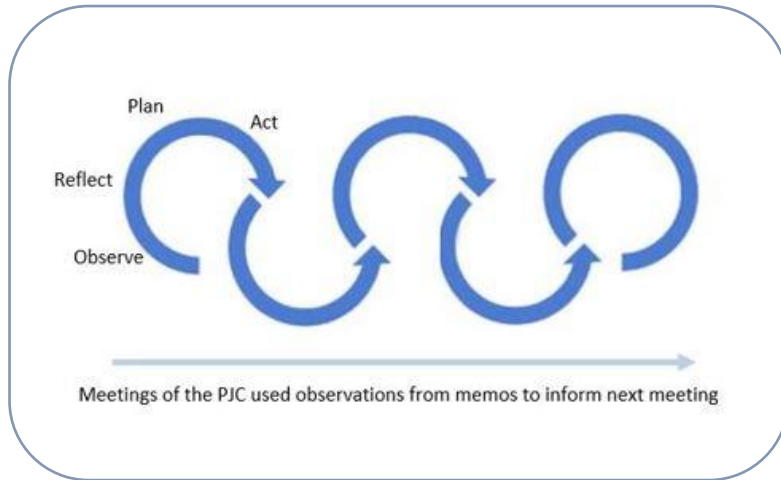 Plan
Act
Reflect
Observe
Meetings of the PJC used observations from memos to inform next meeting